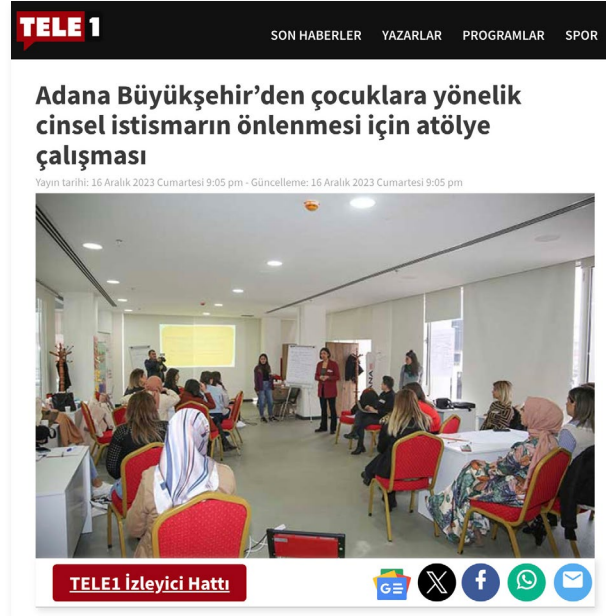 TELE 1
SON HABERLER YAZARLAR PROGRAMLAR SPOR
Adana Büyükşehir’den çocuklara yönelik
cinsel istismarın önlenmesi için atölye
çalışması
Yayın tarihi: 16 Aralık 2023 Cumartesi 9:05 pm - Güncelleme: 16 Aralık 2023 Cumartesi 9:05 pm
TELE1 İzleyici Hattı